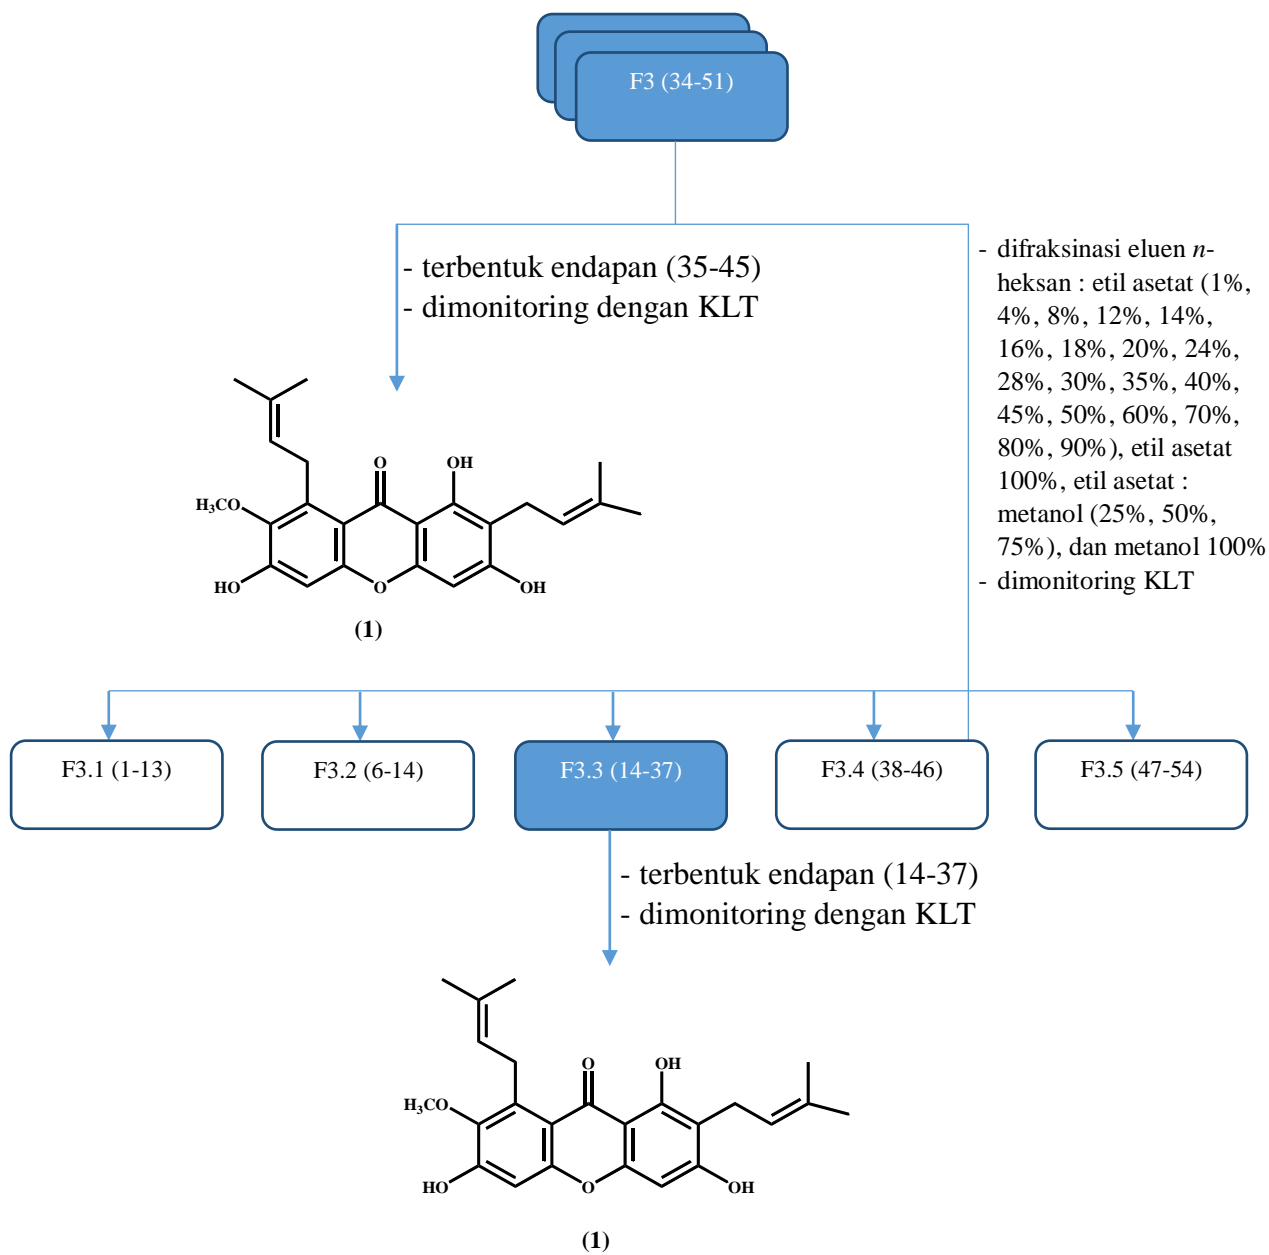 F3 (34-51)
- terbentuk endapan (35-45)
- dimonitoring dengan KLT
- difraksinasi eluen n-
heksan : etil asetat (1%,
4%, 8%, 12%, 14%,
16%, 18%, 20%, 24%,
28%, 30%, 35%, 40%,
45%, 50%, 60%, 70%,
80%, 90%), etil asetat
100%, etil asetat :
metanol (25%, 50%,
75%), dan metanol 100%
- dimonitoring KLT
O
OH
H₃CO
HO
O
OH
(1)
F3.1 (1-13)
F3.2 (6-14)
F3.3 (14-37)
F3.4 (38-46)
F3.5 (47-54)
- terbentuk endapan (14-37)
- dimonitoring dengan KLT
O
OH
H₃CO
HO
O
OH
(1)